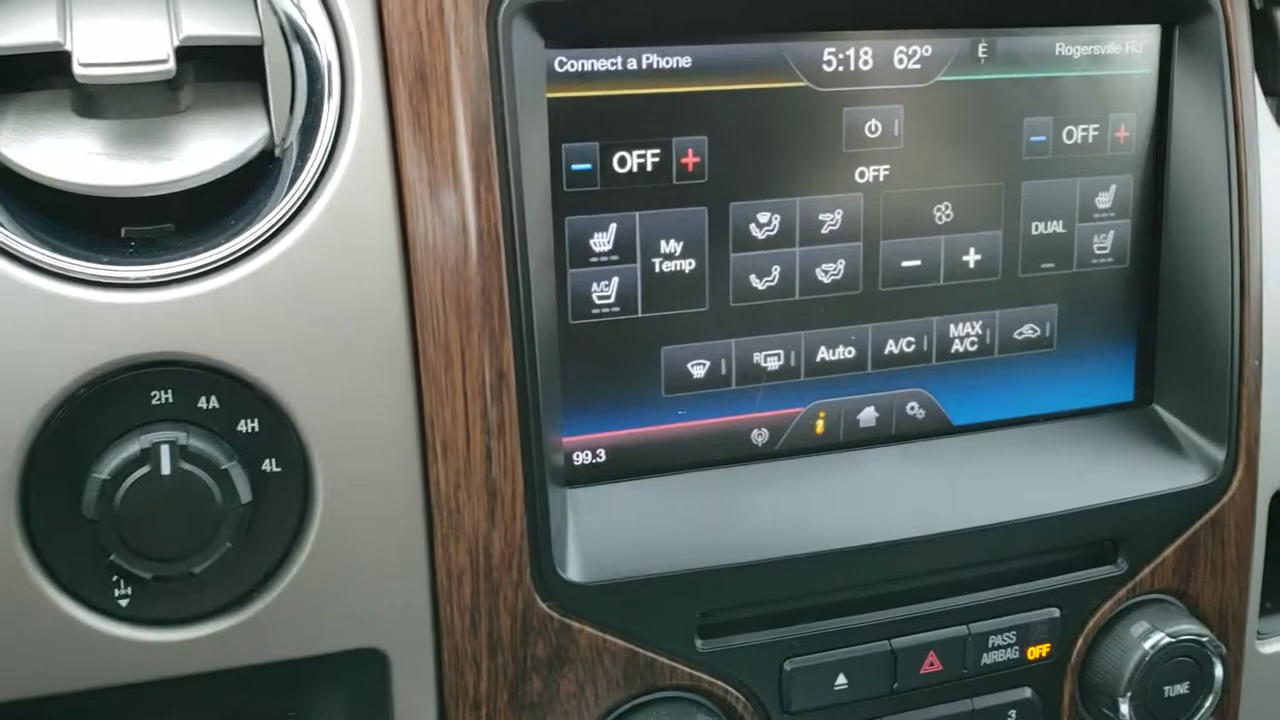 Connect a Phone
5:18 62°
E
Rogersville Rd
− OFF +
OFF
− OFF +
My
Temp
A/C
− +
DUAL
A/C
R
Auto
A/C
MAX
A/C
i
99.3
2H
4A
4H
4L
PASS
AIRBAG OFF
TUNE
3